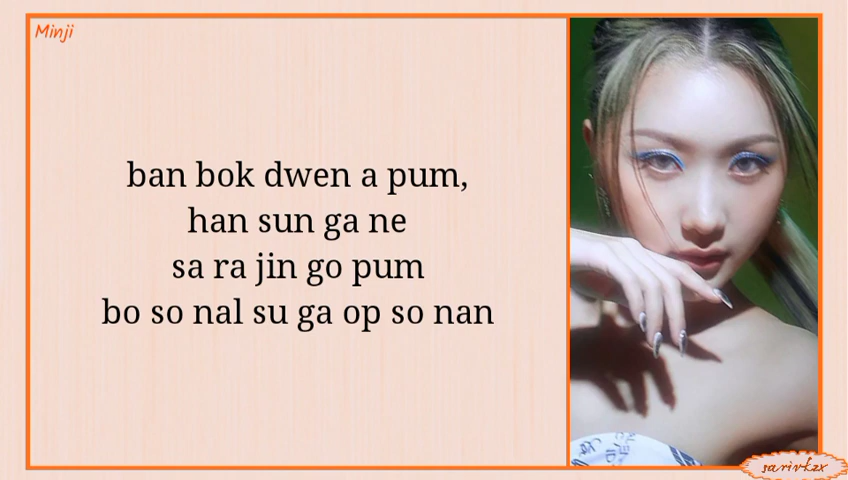 Minji
ban bok dwen a pum,
han sun ga ne
sa ra jin go pum
bo so nal su ga op so nan
sarivkzx